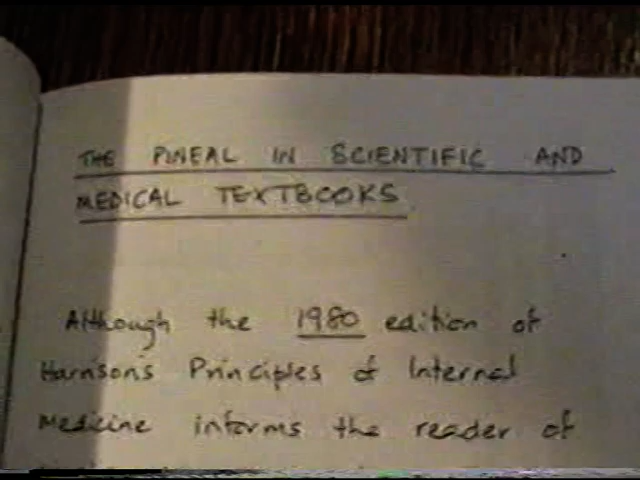 THE PINEAL IN SCIENTIFIC AND
MEDICAL TEXTBOOKS
Although the 1980 edition of
Harrison's Principles of Internal
Medicine informs the reader of